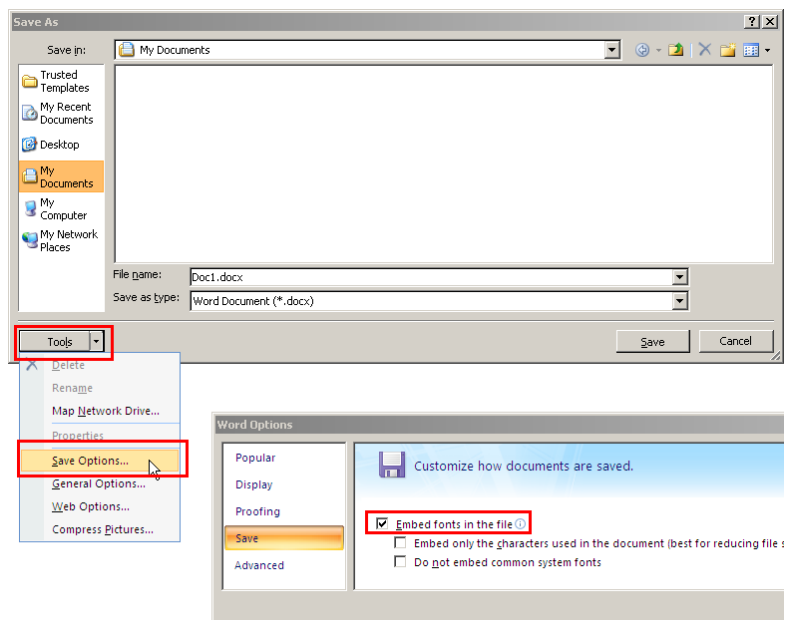 Save As
Save in:
My Documents
Trusted
Templates
My Recent
Documents
Desktop
My
Documents
My
Computer
My Network
Places
File name:
Doc1.docx
Save as type:
Word Document (*.docx)
Tools
Save
Cancel
Delete
Rename
Map Network Drive...
Properties
Save Options...
General Options...
Web Options...
Compress Pictures...
Word Options
Popular
Display
Proofing
Save
Advanced
Customize how documents are saved.
Embed fonts in the file
Embed only the characters used in the document (best for reducing file s
Do not embed common system fonts